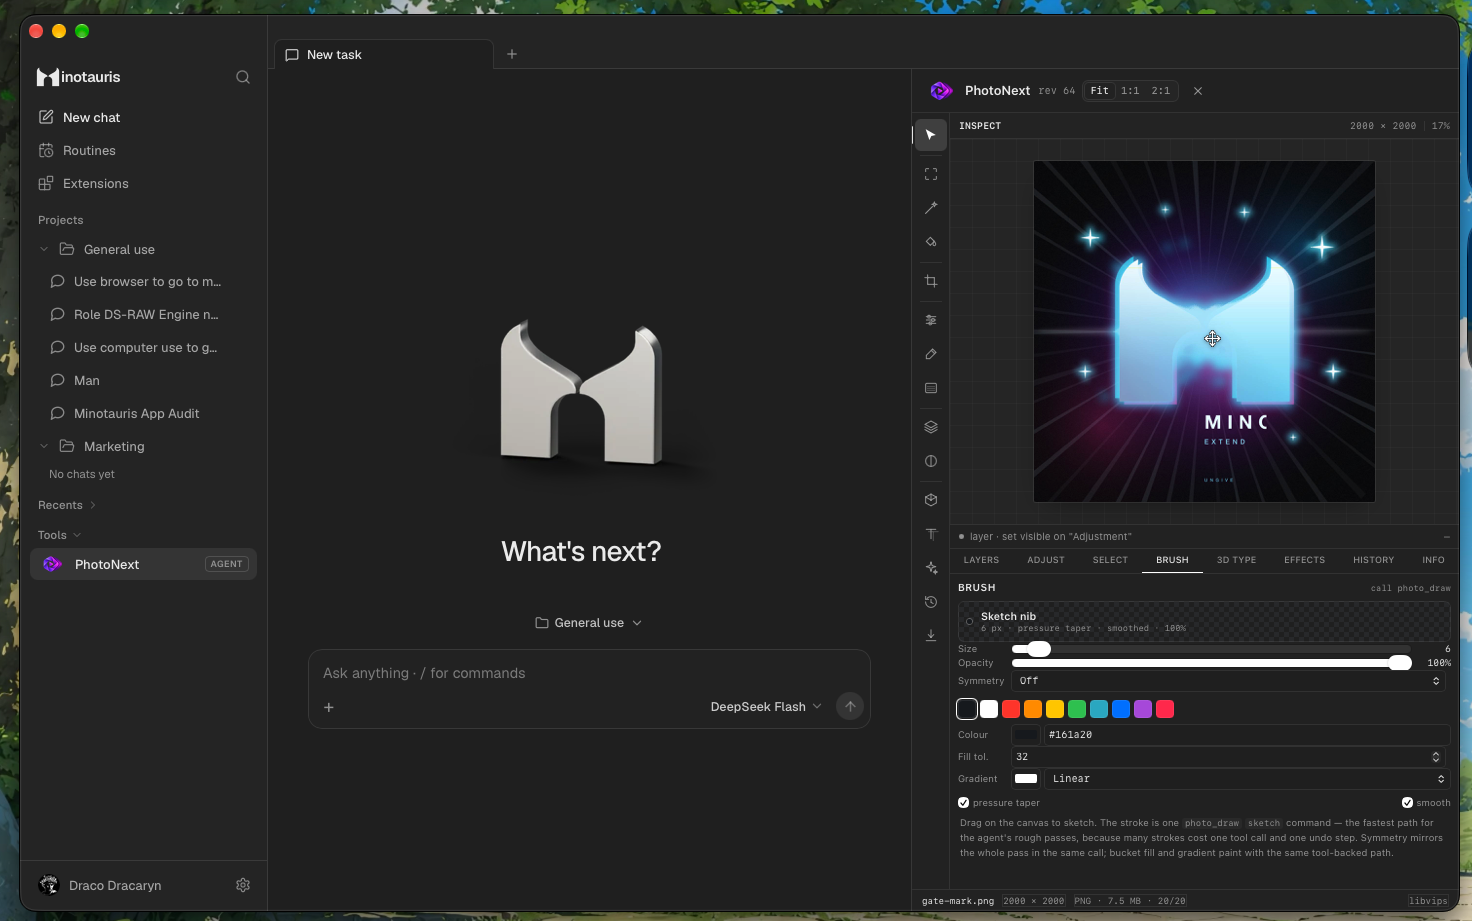 New task
inotauris
New chat
Routines
Extensions
Projects
General use
Use browser to go to m...
Role DS-RAW Engine n...
Use computer use to g...
Man
Minotauris App Audit
Marketing
No chats yet
Recents
Tools
PhotoNext AGENT
Draco Dracaryn
What's next?
General use
Ask anything · / for commands
DeepSeek Flash
PhotoNext rev 64 Fit 1:1 2:1
INSPECT 2000 × 2000 17%
MINC
EXTEND
layer · set visible on "Adjustment"
LAYERS ADJUST SELECT BRUSH 3D TYPE EFFECTS HISTORY INFO
BRUSH call photo_draw
Sketch nib
6 px · pressure taper · smoothed · 100%
Size 6
Opacity 100%
Symmetry Off
Colour #161a20
Fill tol. 32
Gradient Linear
pressure taper smooth
Drag on the canvas to sketch. The stroke is one photo_draw sketch command — the fastest path for
the agent's rough passes, because many strokes cost one tool call and one undo step. Symmetry mirrors
the whole pass in the same call; bucket fill and gradient paint with the same tool-backed path.
gate-mark.png 2000 × 2000 PNG · 7.5 MB · 20/20 libvips